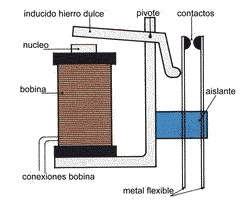 inducido hierro dulce
pivote
contactos
nucleo
bobina
aislante
conexiones bobina
metal flexible